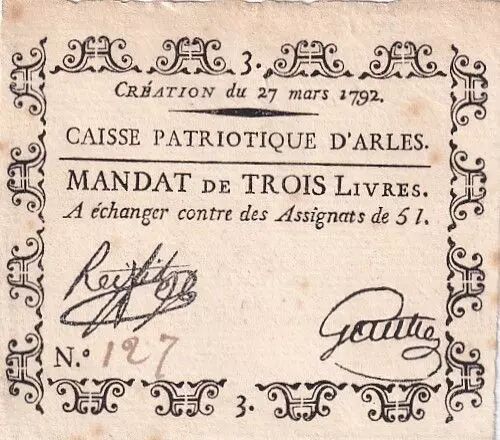 3.
CRÉATION du 27 mars 1792.
CAISSE PATRIOTIQUE D'ARLES.
MANDAT DE TROIS LIVRES.
A échanger contre des Assignats de 5 l.
N.° 127
3.